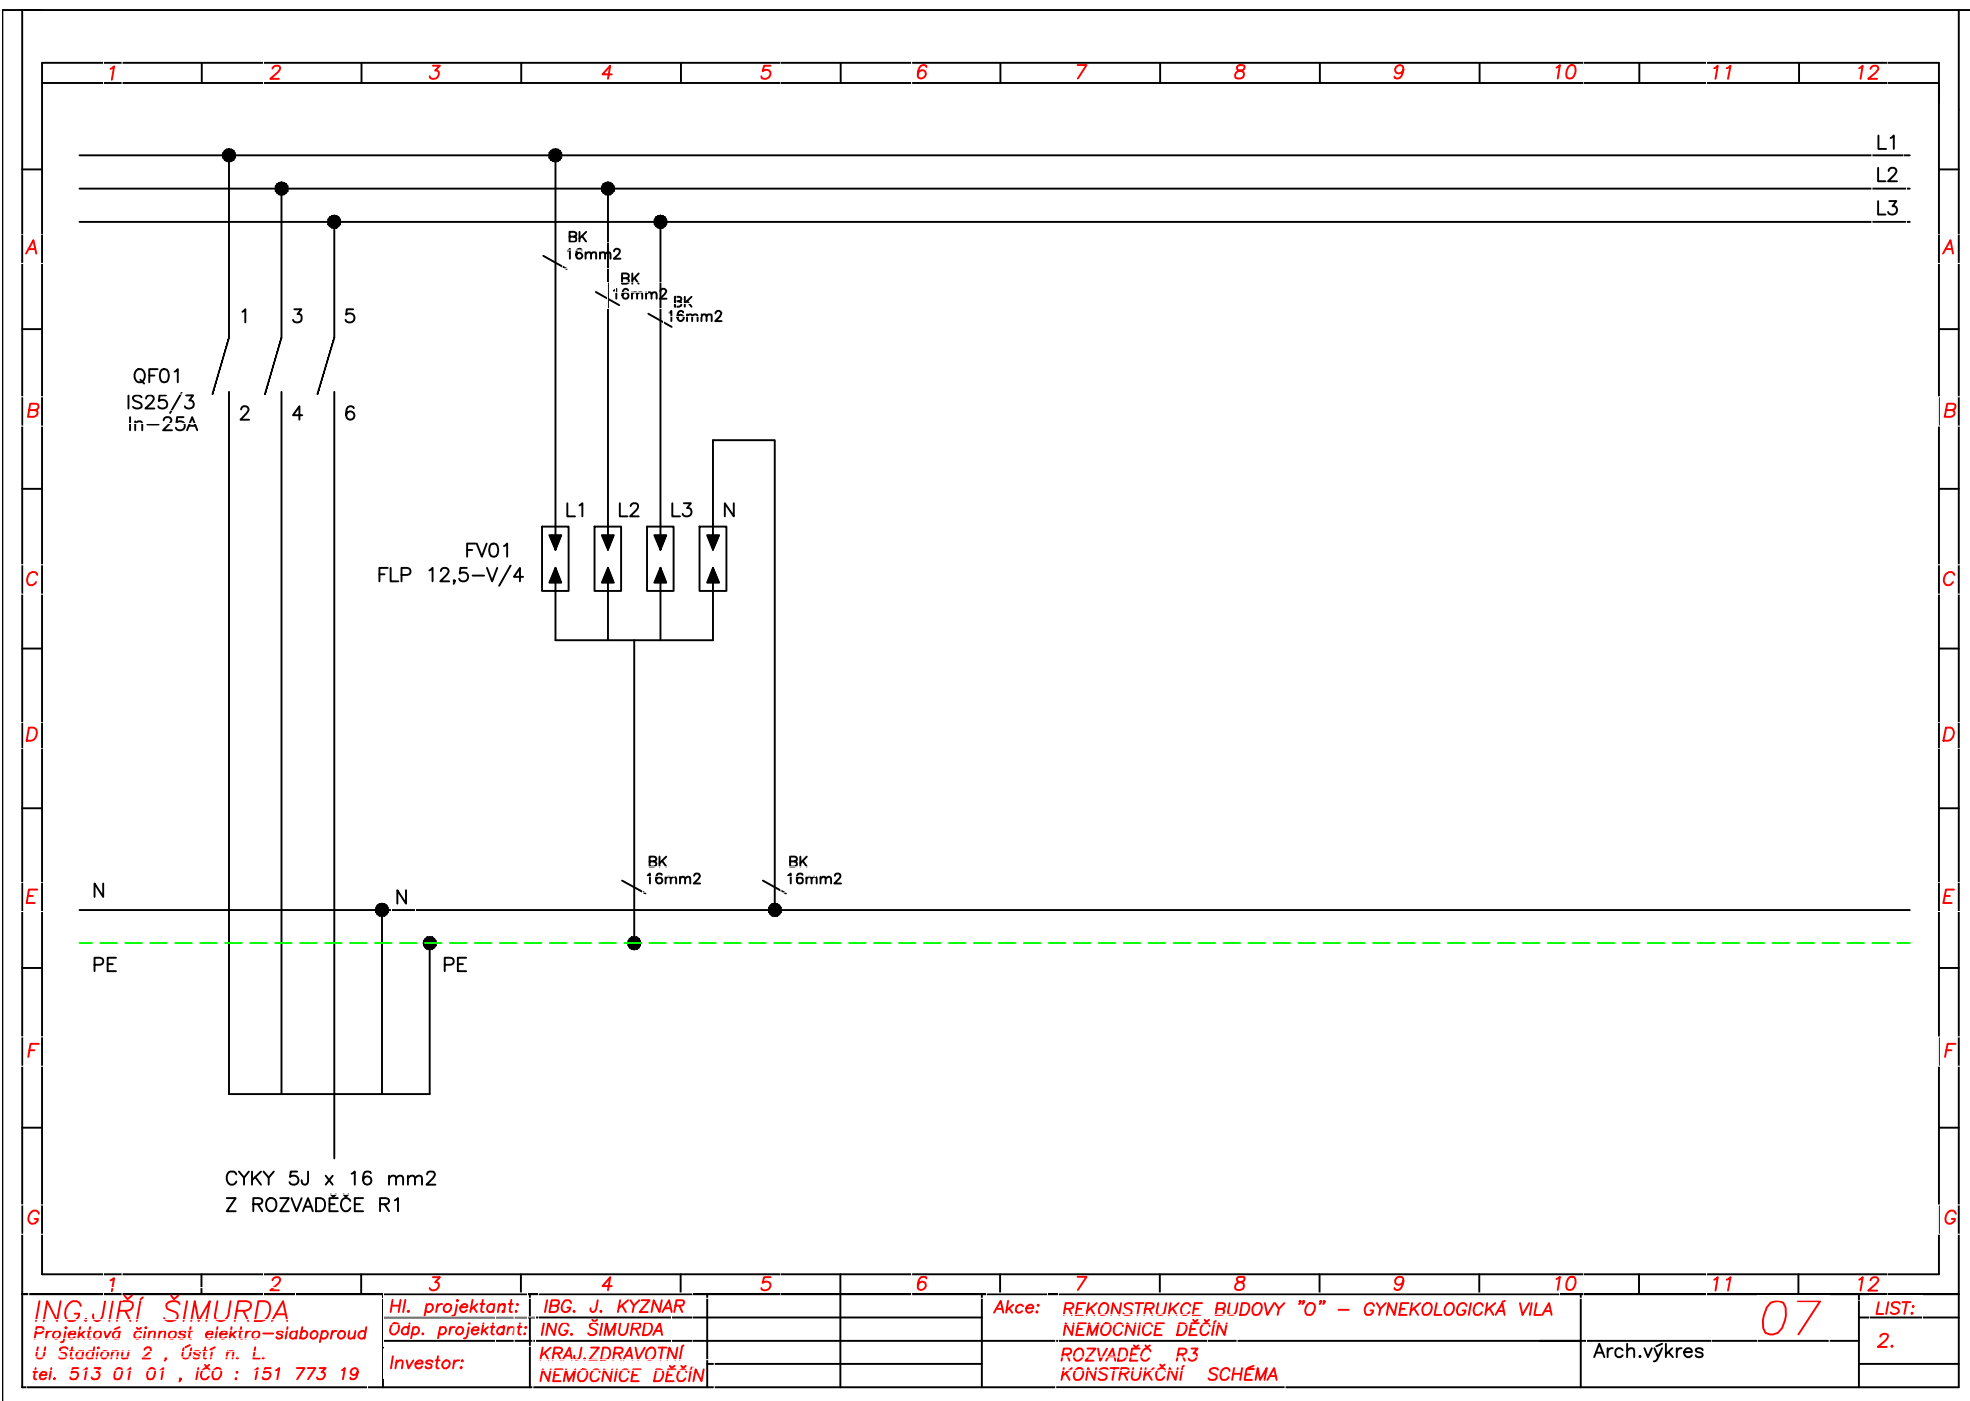 1 2 3 4 5 6 7 8 9 10 11 12
L1
L2
L3
A A
BK
16mm2
BK
16mm2
BK
16mm2
1 3 5
QF01
IS25/3
In-25A
2 4 6
B B
L1 L2 L3 N
FV01
FLP 12,5-V/4
C C
D D
BK
16mm2
BK
16mm2
N N
E E
PE PE
F F
CYKY 5J x 16 mm2
Z ROZVADĚČE R1
G G
1 2 3 4 5 6 7 8 9 10 11 12
ING.JIŘÍ ŠIMURDA
Projektová činnost elektro-slaboproud
U Stadionu 2 , Ústí n. L.
tel. 513 01 01 , IČO : 151 773 19
Hl. projektant: IBG. J. KYZNAR
Odp. projektant: ING. ŠIMURDA
Investor: KRAJ.ZDRAVOTNÍ
NEMOCNICE DĚČÍN
Akce: REKONSTRUKCE BUDOVY "O" - GYNEKOLOGICKÁ VILA
NEMOCNICE DĚČÍN
ROZVADĚČ R3
KONSTRUKČNÍ SCHÉMA
07
Arch.výkres
LIST:
2.